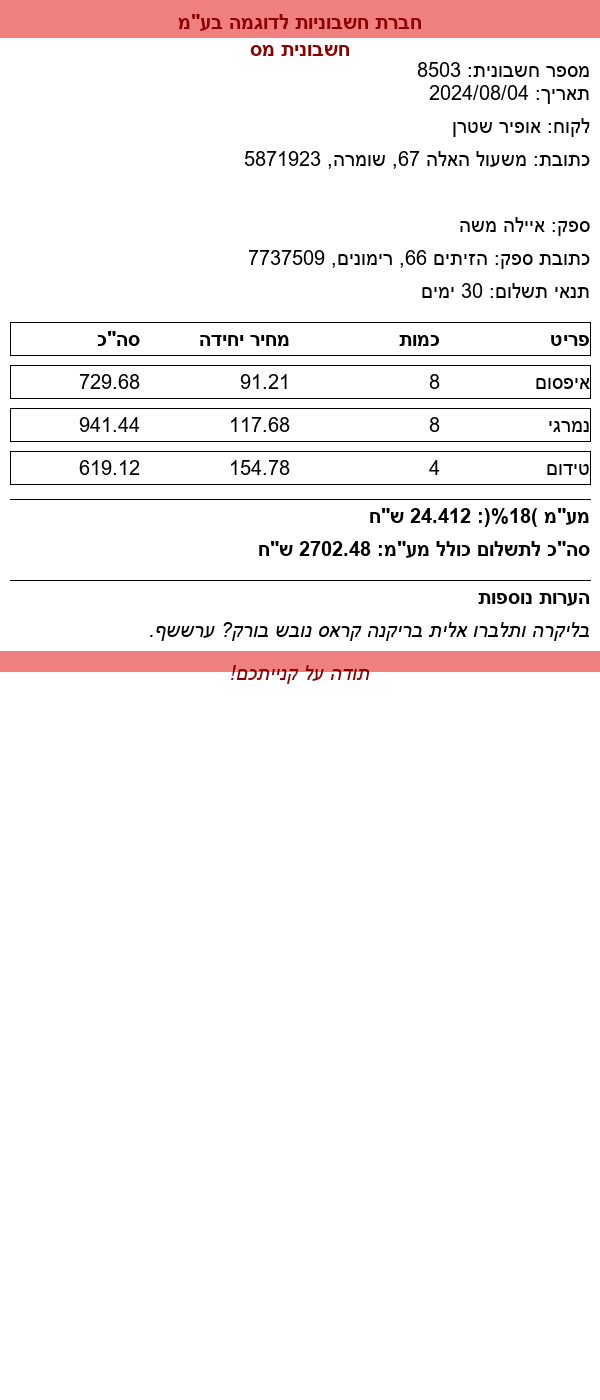 חברת חשבוניות לדוגמה בע"מ
חשבונית מס
מספר חשבונית: 8503
תאריך: 2024/08/04
לקוח: אופיר שטרן
כתובת: משעול האלה 67, שומרה, 5871923
ספק: איילה משה
כתובת ספק: הזיתים 66, רימונים, 7737509
תנאי תשלום: 30 ימים
פריט כמות מחיר יחידה סה"כ
איפסום 8 91.21 729.68
נמרגי 8 117.68 941.44
טידום 4 154.78 619.12
מע"מ )18%(: 24.412 ש"ח
סה"כ לתשלום כולל מע"מ: 2702.48 ש"ח
הערות נוספות
בליקרה ותלברו אלית בריקנה קראס נובש בורק? ערששף.
תודה על קנייתכם!